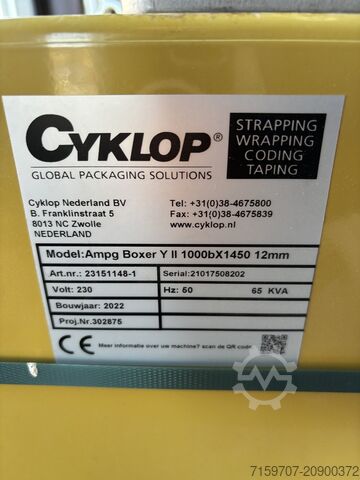 CYKLOP®
GLOBAL PACKAGING SOLUTIONS
STRAPPING
WRAPPING
CODING
TAPING
Cyklop Nederland BV
B. Franklinstraat 5
8013 NC Zwolle
NEDERLAND
Tel: +31(0)38-4675800
Fax: +31(0)38-4675839
www.cyklop.nl
Model:Ampg Boxer Y II 1000bX1450 12mm
Art.nr.: 23151148-1 Serial:21017508202
Volt: 230 Hz: 50 65 KVA
Bouwjaar: 2022
Proj.Nr.302875
CE Meer informatie over uw machine? scan de QR code
7159707-20900372